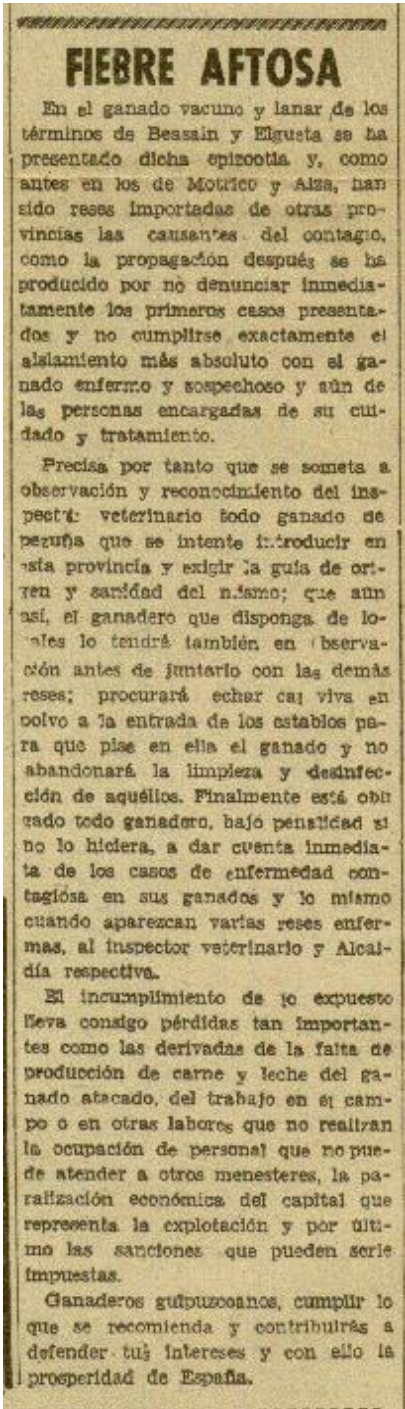 FIEBRE AFTOSA
En el ganado vacuno y lanar de los
términos de Beasain y Elgueta se ha
presentado dicha epizootia y, como
antes en los de Motrico y Alza, han
sido reses importadas de otras pro-
vincias las causantes del contagio,
como la propagación después se ha
producido por no denunciar inmedia-
tamente los primeros casos presenta-
dos y no cumplirse exactamente el
aislamiento más absoluto con el ga-
nado enfermo y sospechoso y aún de
las personas encargadas de su cui-
dado y tratamiento.
Precisa por tanto que se someta a
observación y reconocimiento del ins-
pector veterinario todo ganado de
pezuña que se intente introducir en
esta provincia y exigir la guía de ori-
gen y sanidad del mismo; que aún
así, el ganadero que disponga de lo-
cales lo tendrá también en observa-
ción antes de juntarlo con las demás
reses; procurará echar cal viva en
polvo a la entrada de los establos pa-
ra que pise en ella el ganado y no
abandonará la limpieza y desinfec-
ción de aquéllos. Finalmente está obli
gado todo ganadero, bajo penalidad si
no lo hiciera, a dar cuenta inmedia-
ta de los casos de enfermedad con-
tagiosa en sus ganados y lo mismo
cuando aparezcan varias reses enfer-
mas, al inspector veterinario y Alcal-
día respectiva.
El incumplimiento de lo expuesto
lleva consigo pérdidas tan importan-
tes como las derivadas de la falta de
producción de carne y leche del ga-
nado atacado, del trabajo en el cam-
po o en otras labores que no realizan
la ocupación de personal que no pue-
de atender a otros menesteres, la pa-
ralización económica del capital que
representa la explotación y por últi-
mo las sanciones que pueden serle
impuestas.
Ganaderos guipuzcoanos, cumplir lo
que se recomienda y contribuirás a
defender tus intereses y con ello la
prosperidad de España.